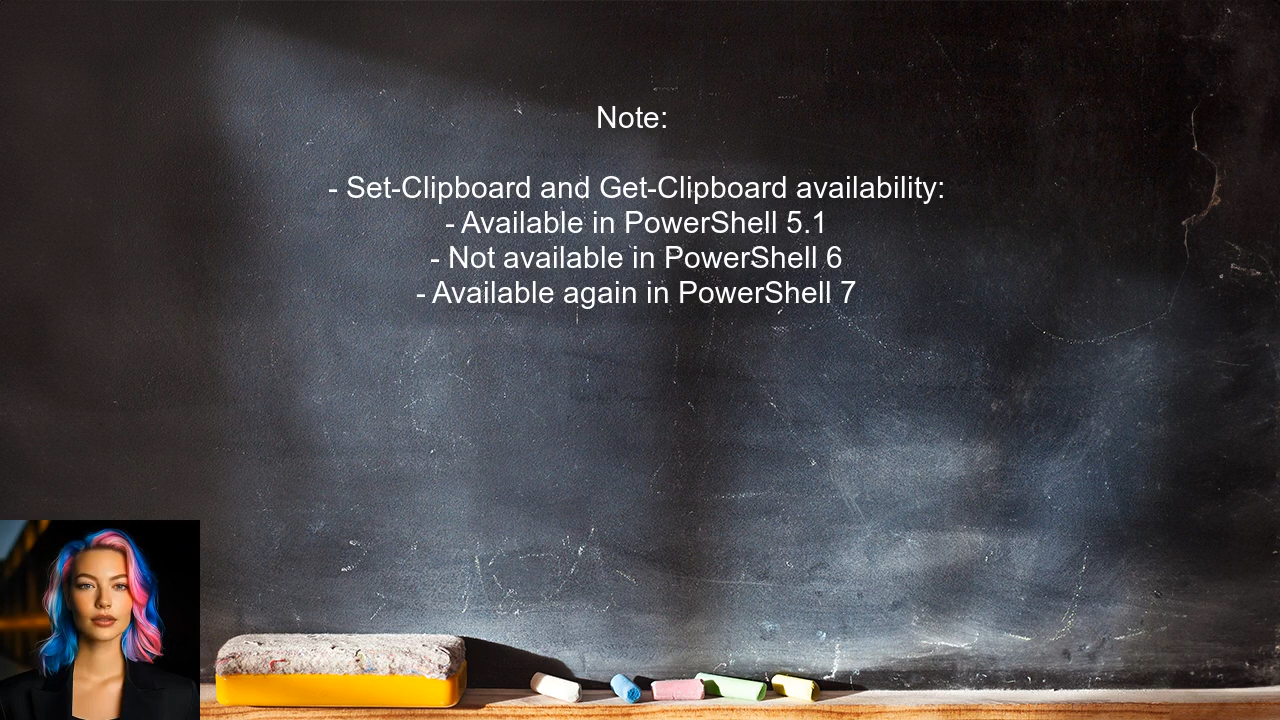 Note:
- Set-Clipboard and Get-Clipboard availability:
- Available in PowerShell 5.1
- Not available in PowerShell 6
- Available again in PowerShell 7